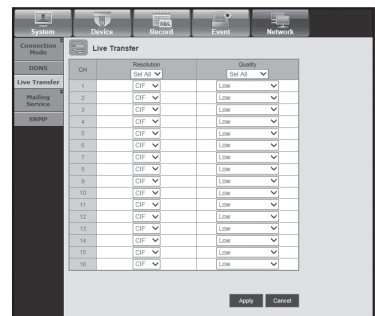 System Device Record Event Network
Connection
Mode
DDNS
Live Transfer
Mailing
Service
SNMP
Live Transfer
CH Resolution Quality
Sel All Sel All
1 CIF Low
2 CIF Low
3 CIF Low
4 CIF Low
5 CIF Low
6 CIF Low
7 CIF Low
8 CIF Low
9 CIF Low
10 CIF Low
11 CIF Low
12 CIF Low
13 CIF Low
14 CIF Low
15 CIF Low
16 CIF Low
Apply Cancel